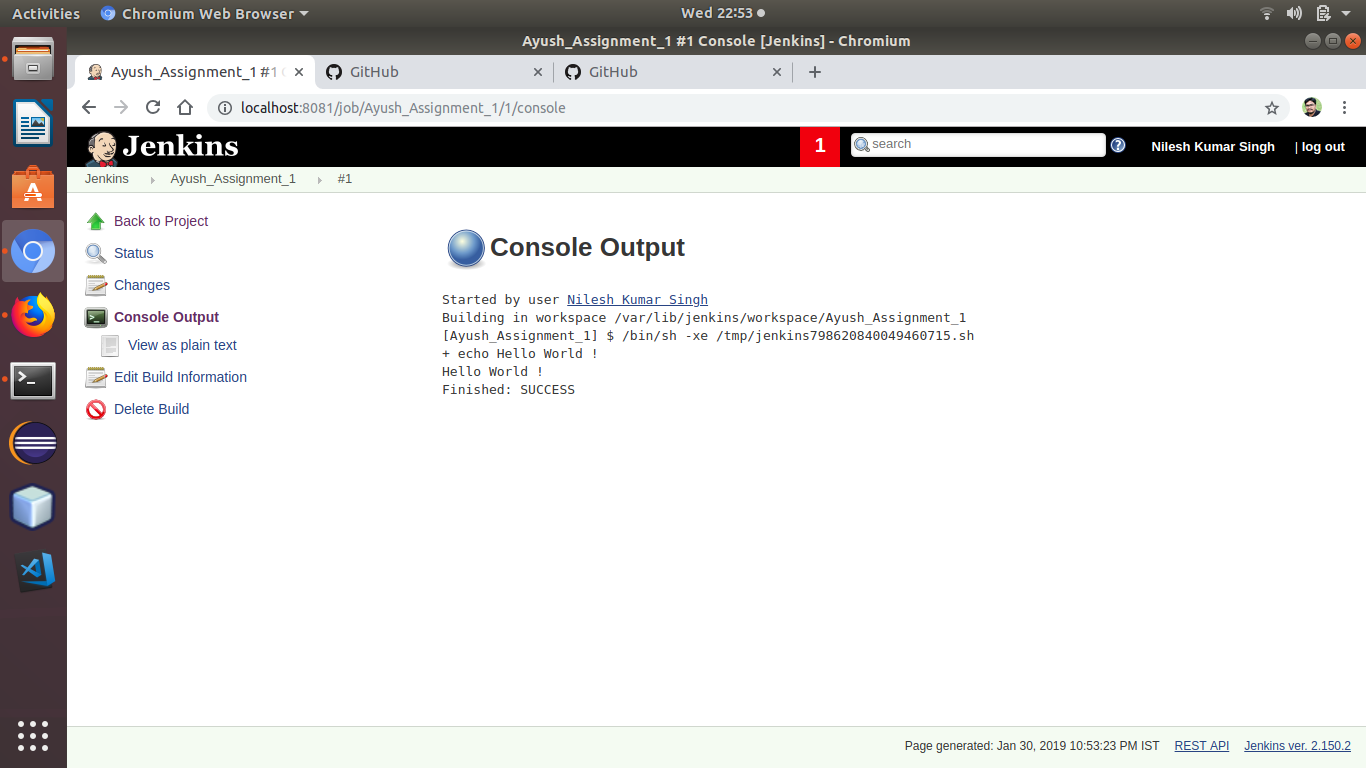 Activities
Chromium Web Browser
Wed 22:53
Ayush_Assignment_1 #1 Console [Jenkins] - Chromium
Ayush_Assignment_1 #1
GitHub
GitHub
localhost:8081/job/Ayush_Assignment_1/1/console
Jenkins
1
search
Nilesh Kumar Singh
| log out
Jenkins
Ayush_Assignment_1
#1
Back to Project
Status
Changes
Console Output
View as plain text
Edit Build Information
Delete Build
Console Output
Started by user Nilesh Kumar Singh
Building in workspace /var/lib/jenkins/workspace/Ayush_Assignment_1
[Ayush_Assignment_1] $ /bin/sh -xe /tmp/jenkins798620840049460715.sh
+ echo Hello World !
Hello World !
Finished: SUCCESS
Page generated: Jan 30, 2019 10:53:23 PM IST
REST API
Jenkins ver. 2.150.2